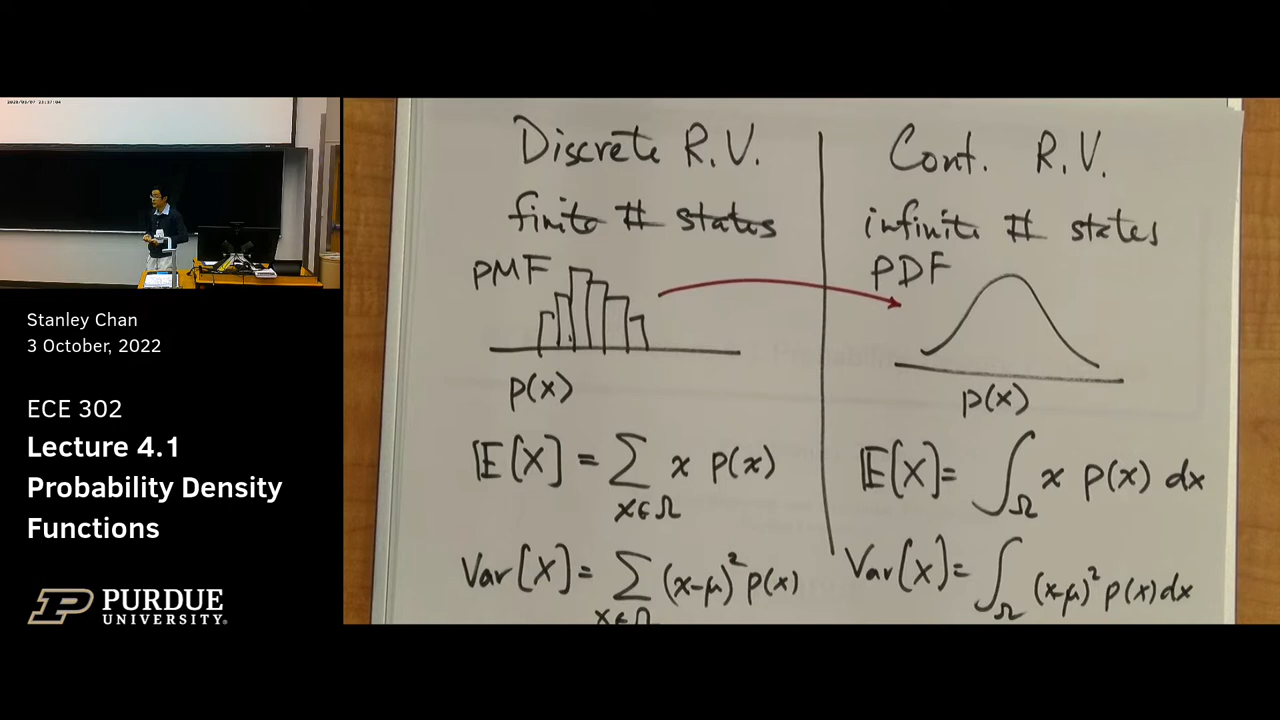 Stanley Chan
3 October, 2022
ECE 302
Lecture 4.1
Probability Density
Functions
PURDUE
UNIVERSITY.
Discrete R.V.
finite # states
PMF
p(x)
E[X] = ∑ x p(x)
x∈Ω
Var[X] = ∑ (x-μ)² p(x)
x∈Ω
Cont. R.V.
infinite # states
PDF
p(x)
E[X] = ∫ x p(x) dx
Ω
Var[X] = ∫ (x-μ)² p(x) dx
Ω